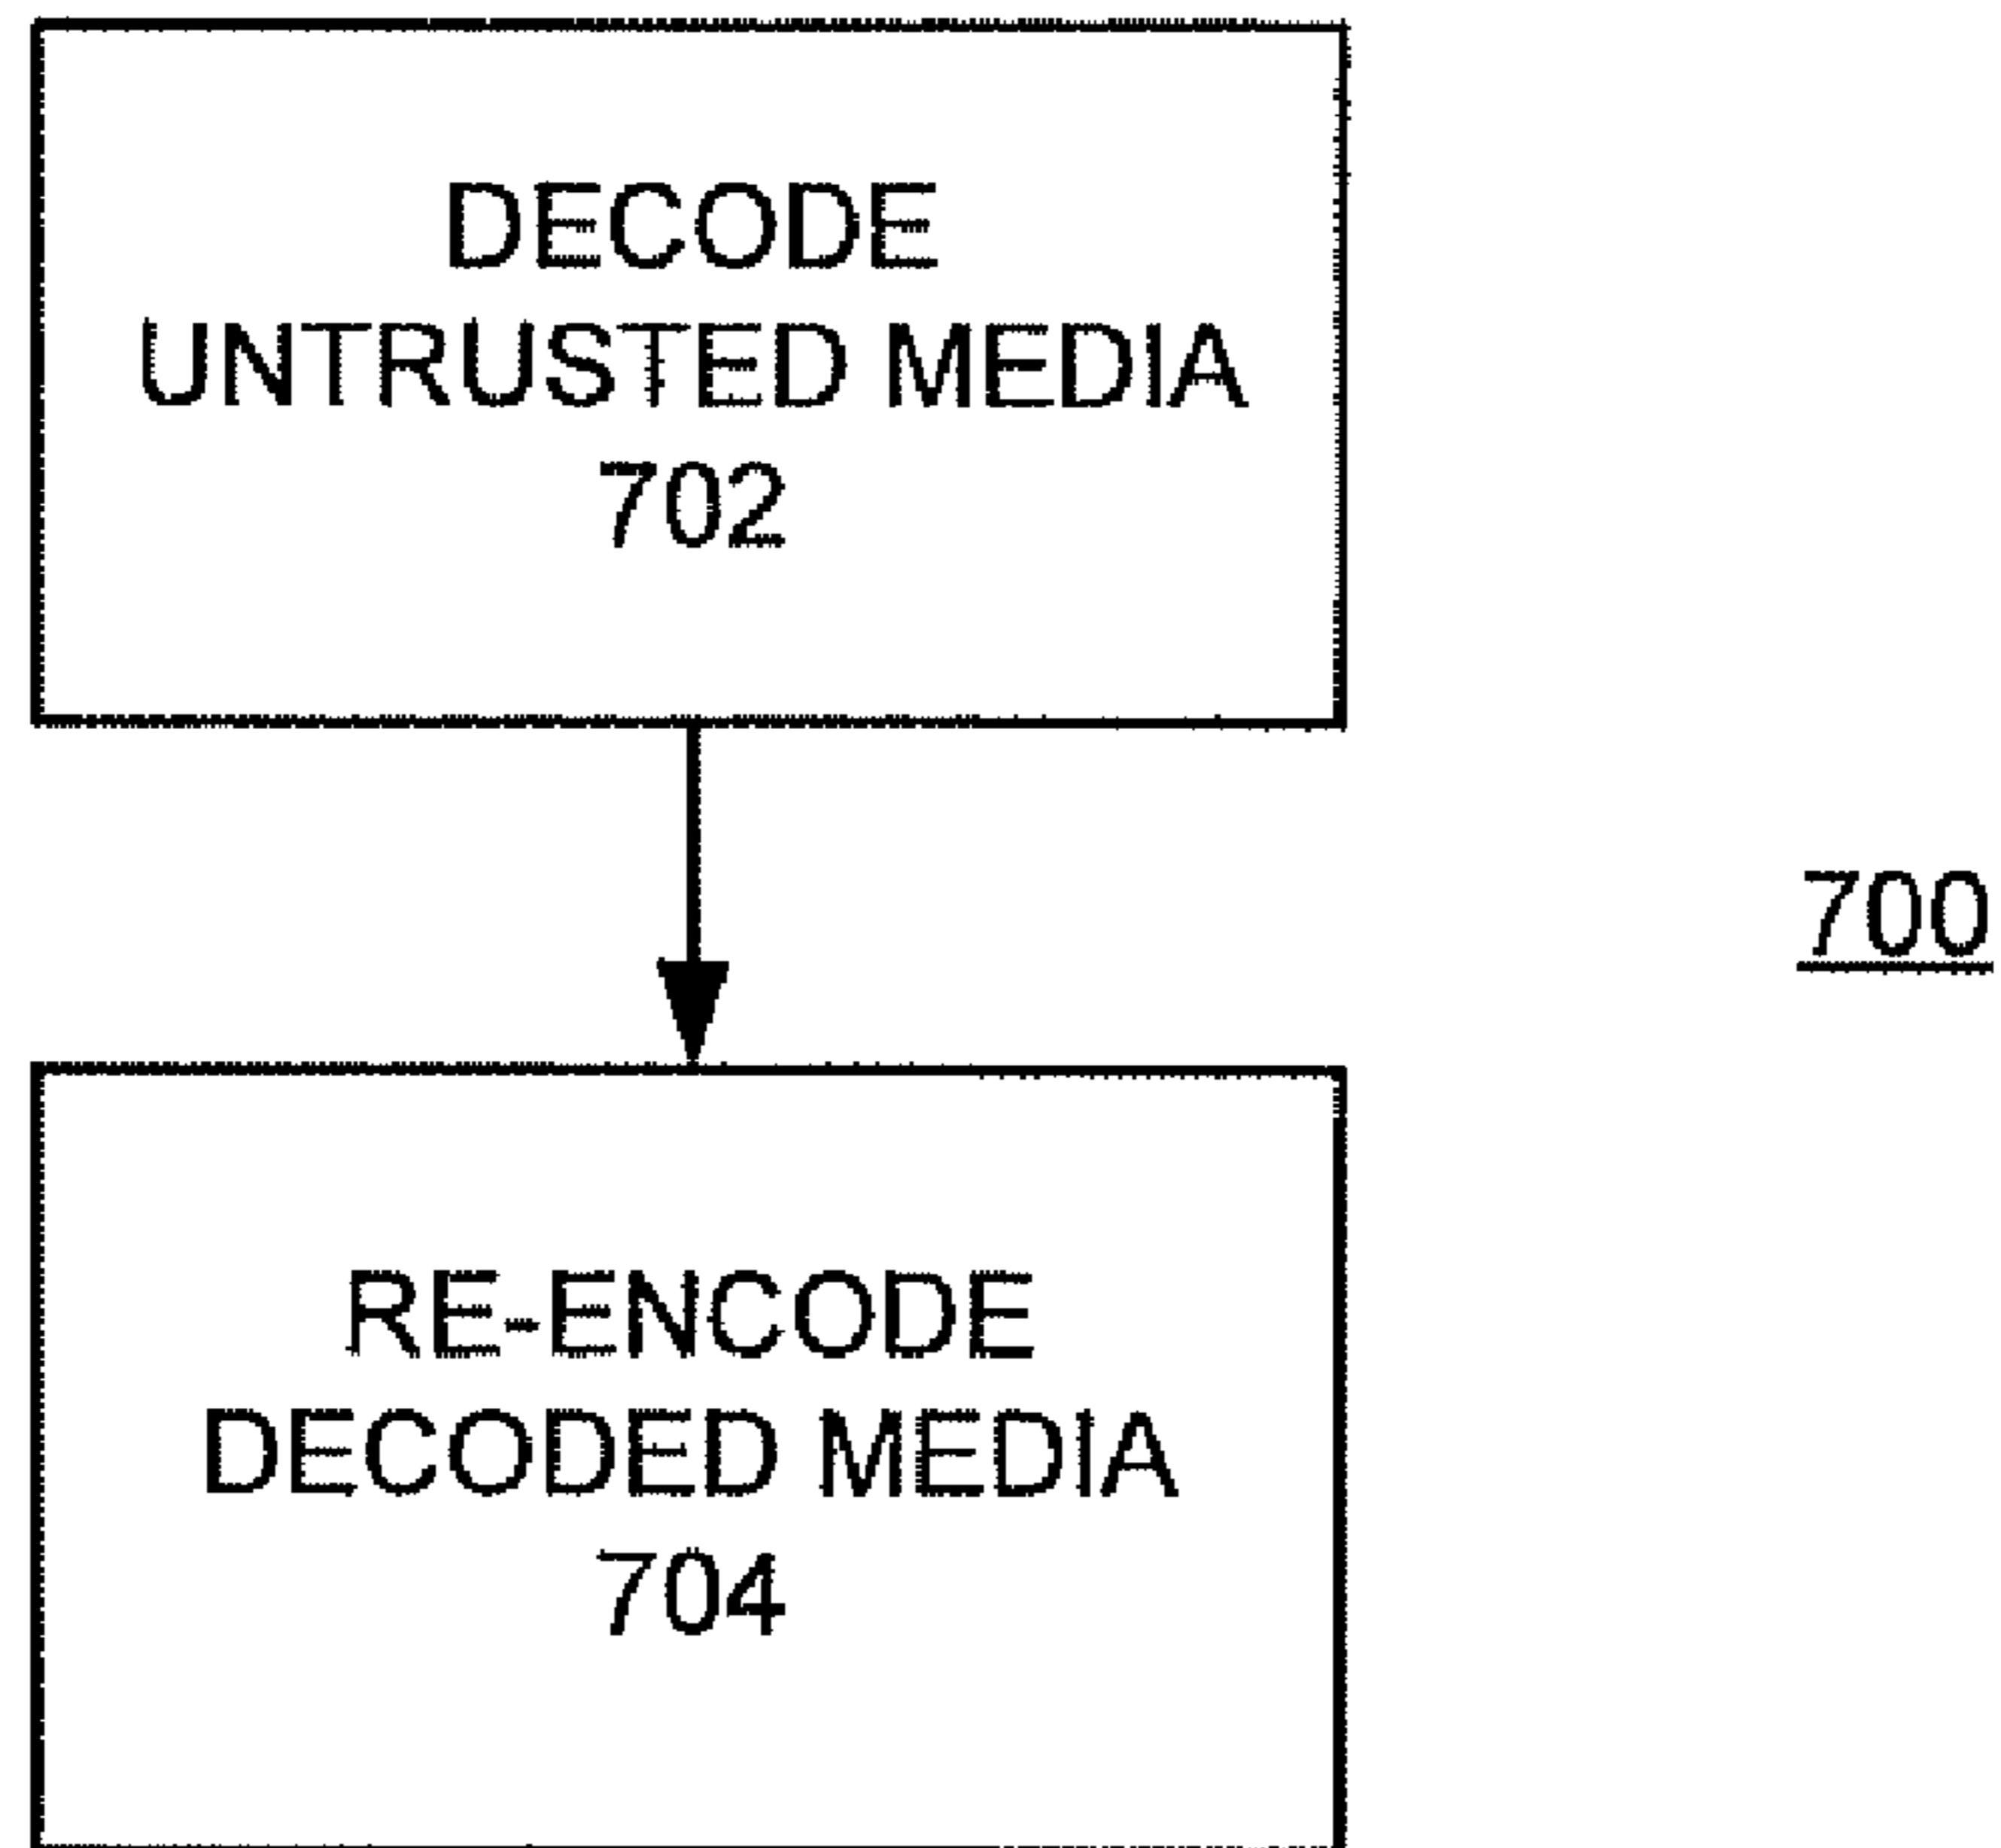 DECODE
UNTRUSTED MEDIA
702
700
RE-ENCODE
DECODED MEDIA
704